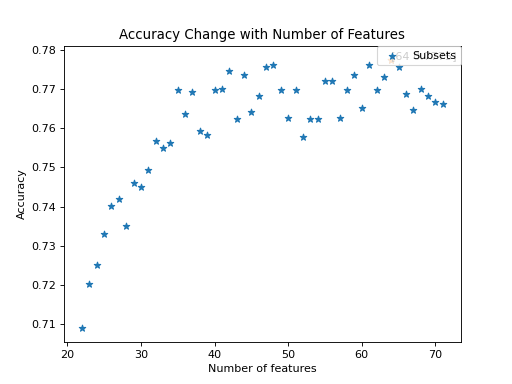 Accuracy Change with Number of Features
Subsets
0.78
0.77
0.76
0.75
0.74
0.73
0.72
0.71
Accuracy
20 30 40 50 60 70
Number of features